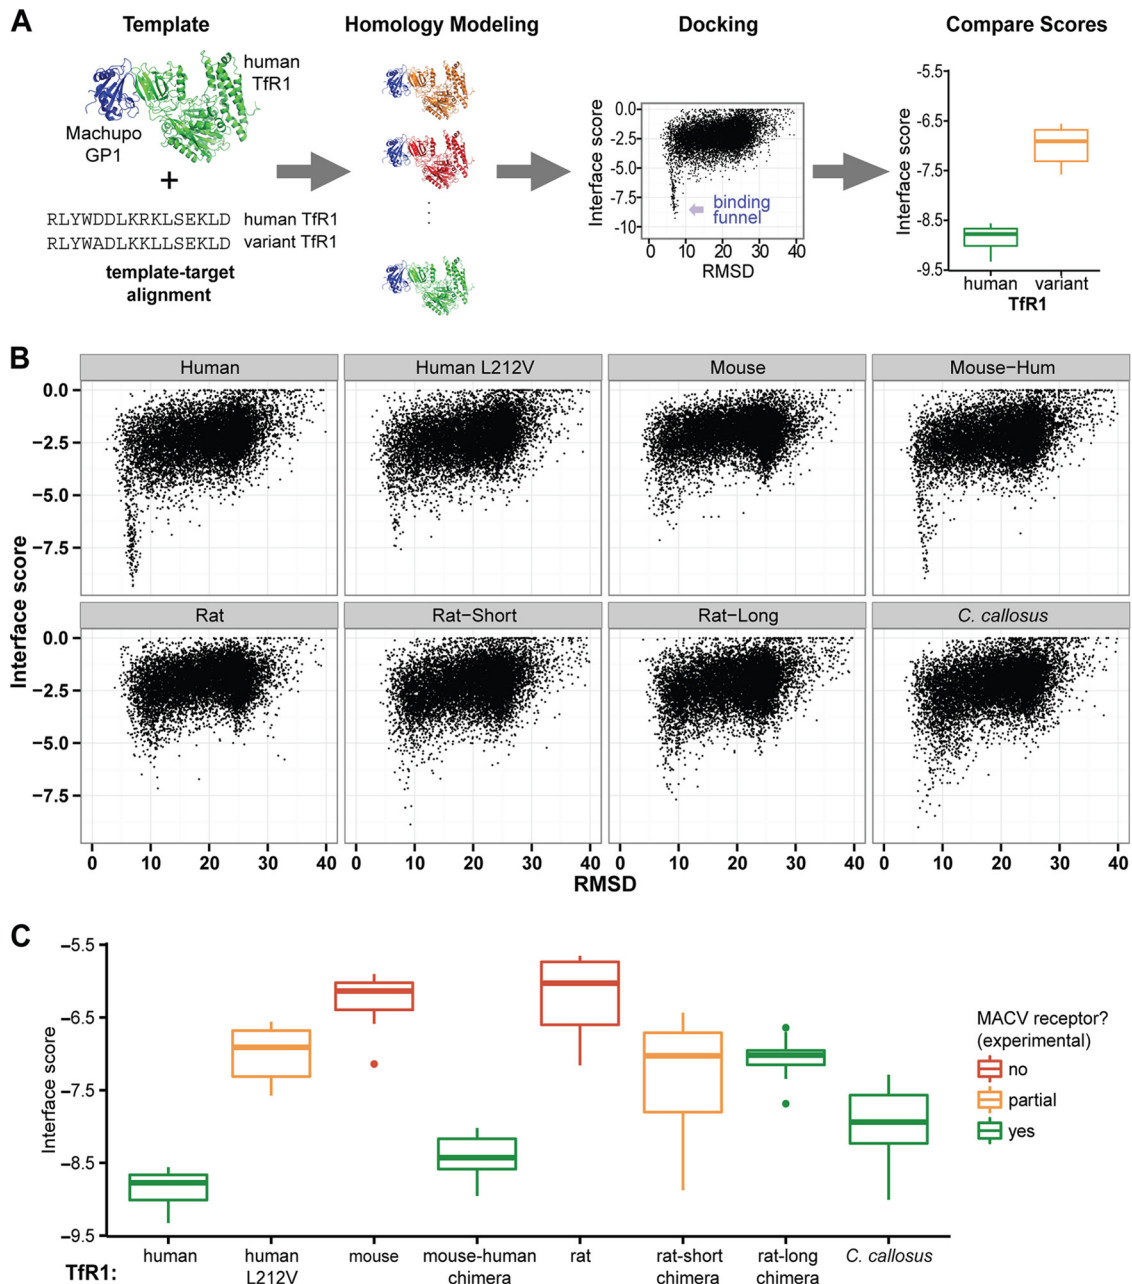 A
Template
Homology Modeling
Docking
Compare Scores
human
TfR1
Machupo
GP1
+
RLYWDDLKRKLSEKLD human TfR1
RLYWADLKKLLSEKLD variant TfR1
template-target
alignment
Interface score
0.0
−2.5
−5.0
−7.5
−10
binding
funnel
0 10 20 30 40
RMSD
Interface score
-5.5
-6.5
-7.5
-8.5
-9.5
human variant
TfR1
B
Human
Human L212V
Mouse
Mouse−Hum
0.0
−2.5
−5.0
−7.5
Interface score
Rat
Rat−Short
Rat−Long
C. callosus
0.0
−2.5
−5.0
−7.5
0 10 20 30 40
0 10 20 30 40
0 10 20 30 40
0 10 20 30 40
RMSD
C
Interface score
−5.5
−6.5
−7.5
−8.5
−9.5
TfR1:
human
human
L212V
mouse
mouse-human
chimera
rat
rat-short
chimera
rat-long
chimera
C. callosus
MACV receptor?
(experimental)
no
partial
yes